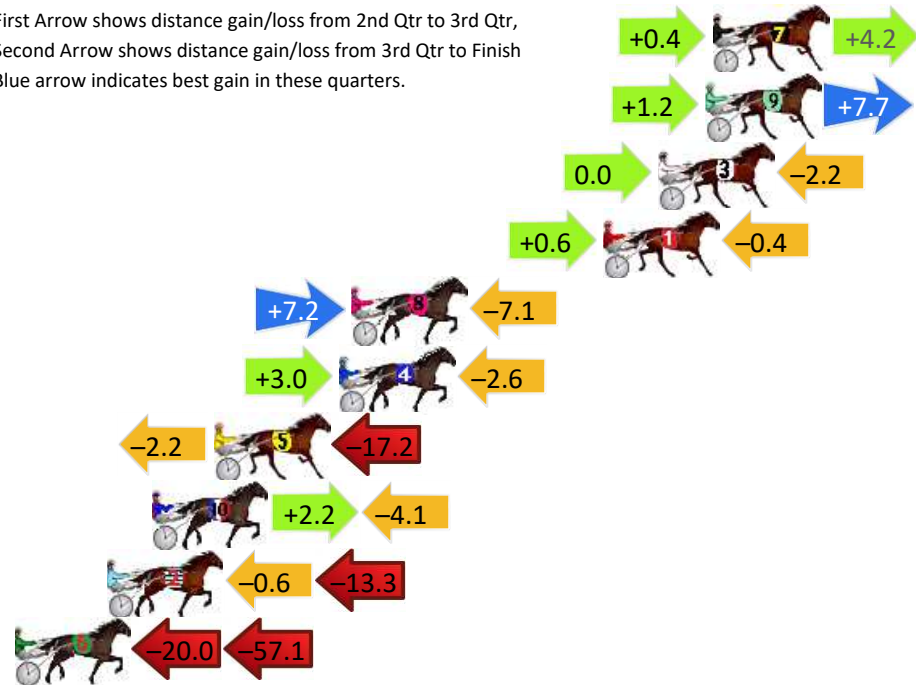 First Arrow shows distance gain/loss from 2nd Qtr to 3rd Qtr,
Second Arrow shows distance gain/loss from 3rd Qtr to Finish
Blue arrow indicates best gain in these quarters.
+0.4 7 +4.2
+1.2 9 +7.7
0.0 3 –2.2
+0.6 1 –0.4
+7.2 8 –7.1
+3.0 4 –2.6
–2.2 5 –17.2
10 +2.2 –4.1
2 –0.6 –13.3
6 –20.0 –57.1